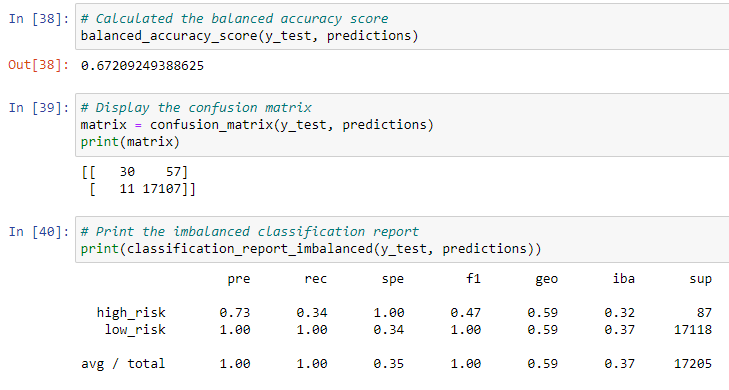 In [38]: # Calculated the balanced accuracy score
balanced_accuracy_score(y_test, predictions)
Out[38]: 0.67209249388625
In [39]: # Display the confusion matrix
matrix = confusion_matrix(y_test, predictions)
print(matrix)
[[   30    57]
 [   11 17107]]
In [40]: # Print the imbalanced classification report
print(classification_report_imbalanced(y_test, predictions))
pre rec spe f1 geo iba sup
high_risk 0.73 0.34 1.00 0.47 0.59 0.32 87
low_risk 1.00 1.00 0.34 1.00 0.59 0.37 17118
avg / total 1.00 1.00 0.35 1.00 0.59 0.37 17205